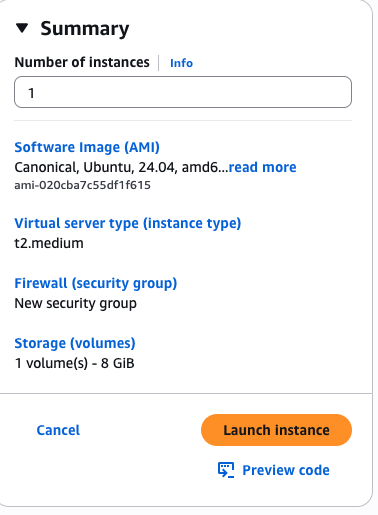 Summary
Number of instances Info
1
Software Image (AMI)
Canonical, Ubuntu, 24.04, amd6...read more
ami-020cba7c55df1f615
Virtual server type (instance type)
t2.medium
Firewall (security group)
New security group
Storage (volumes)
1 volume(s) - 8 GiB
Cancel Launch instance
Preview code